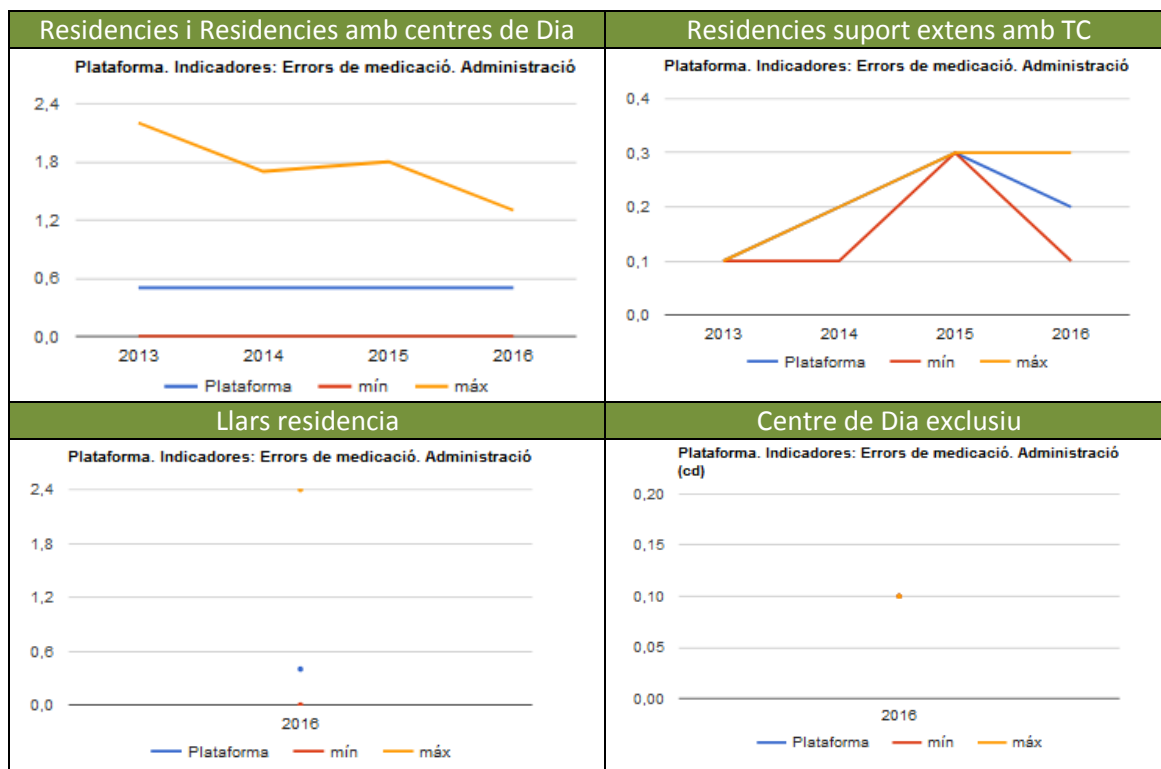 Residencies i Residencies amb centres de Dia
Plataforma. Indicadores: Errors de medicació. Administració
2,4
1,8
1,2
0,6
0,0
2013 2014 2015 2016
Plataforma mín máx
Residencies suport extens amb TC
Plataforma. Indicadores: Errors de medicació. Administració
0,4
0,3
0,2
0,1
0,0
2013 2014 2015 2016
Plataforma mín máx
Llars residencia
Plataforma. Indicadores: Errors de medicació. Administració
2,4
1,8
1,2
0,6
0,0
2016
Plataforma mín máx
Centre de Dia exclusiu
Plataforma. Indicadores: Errors de medicació. Administració
(cd)
0,20
0,15
0,10
0,05
0,00
2016
Plataforma mín máx